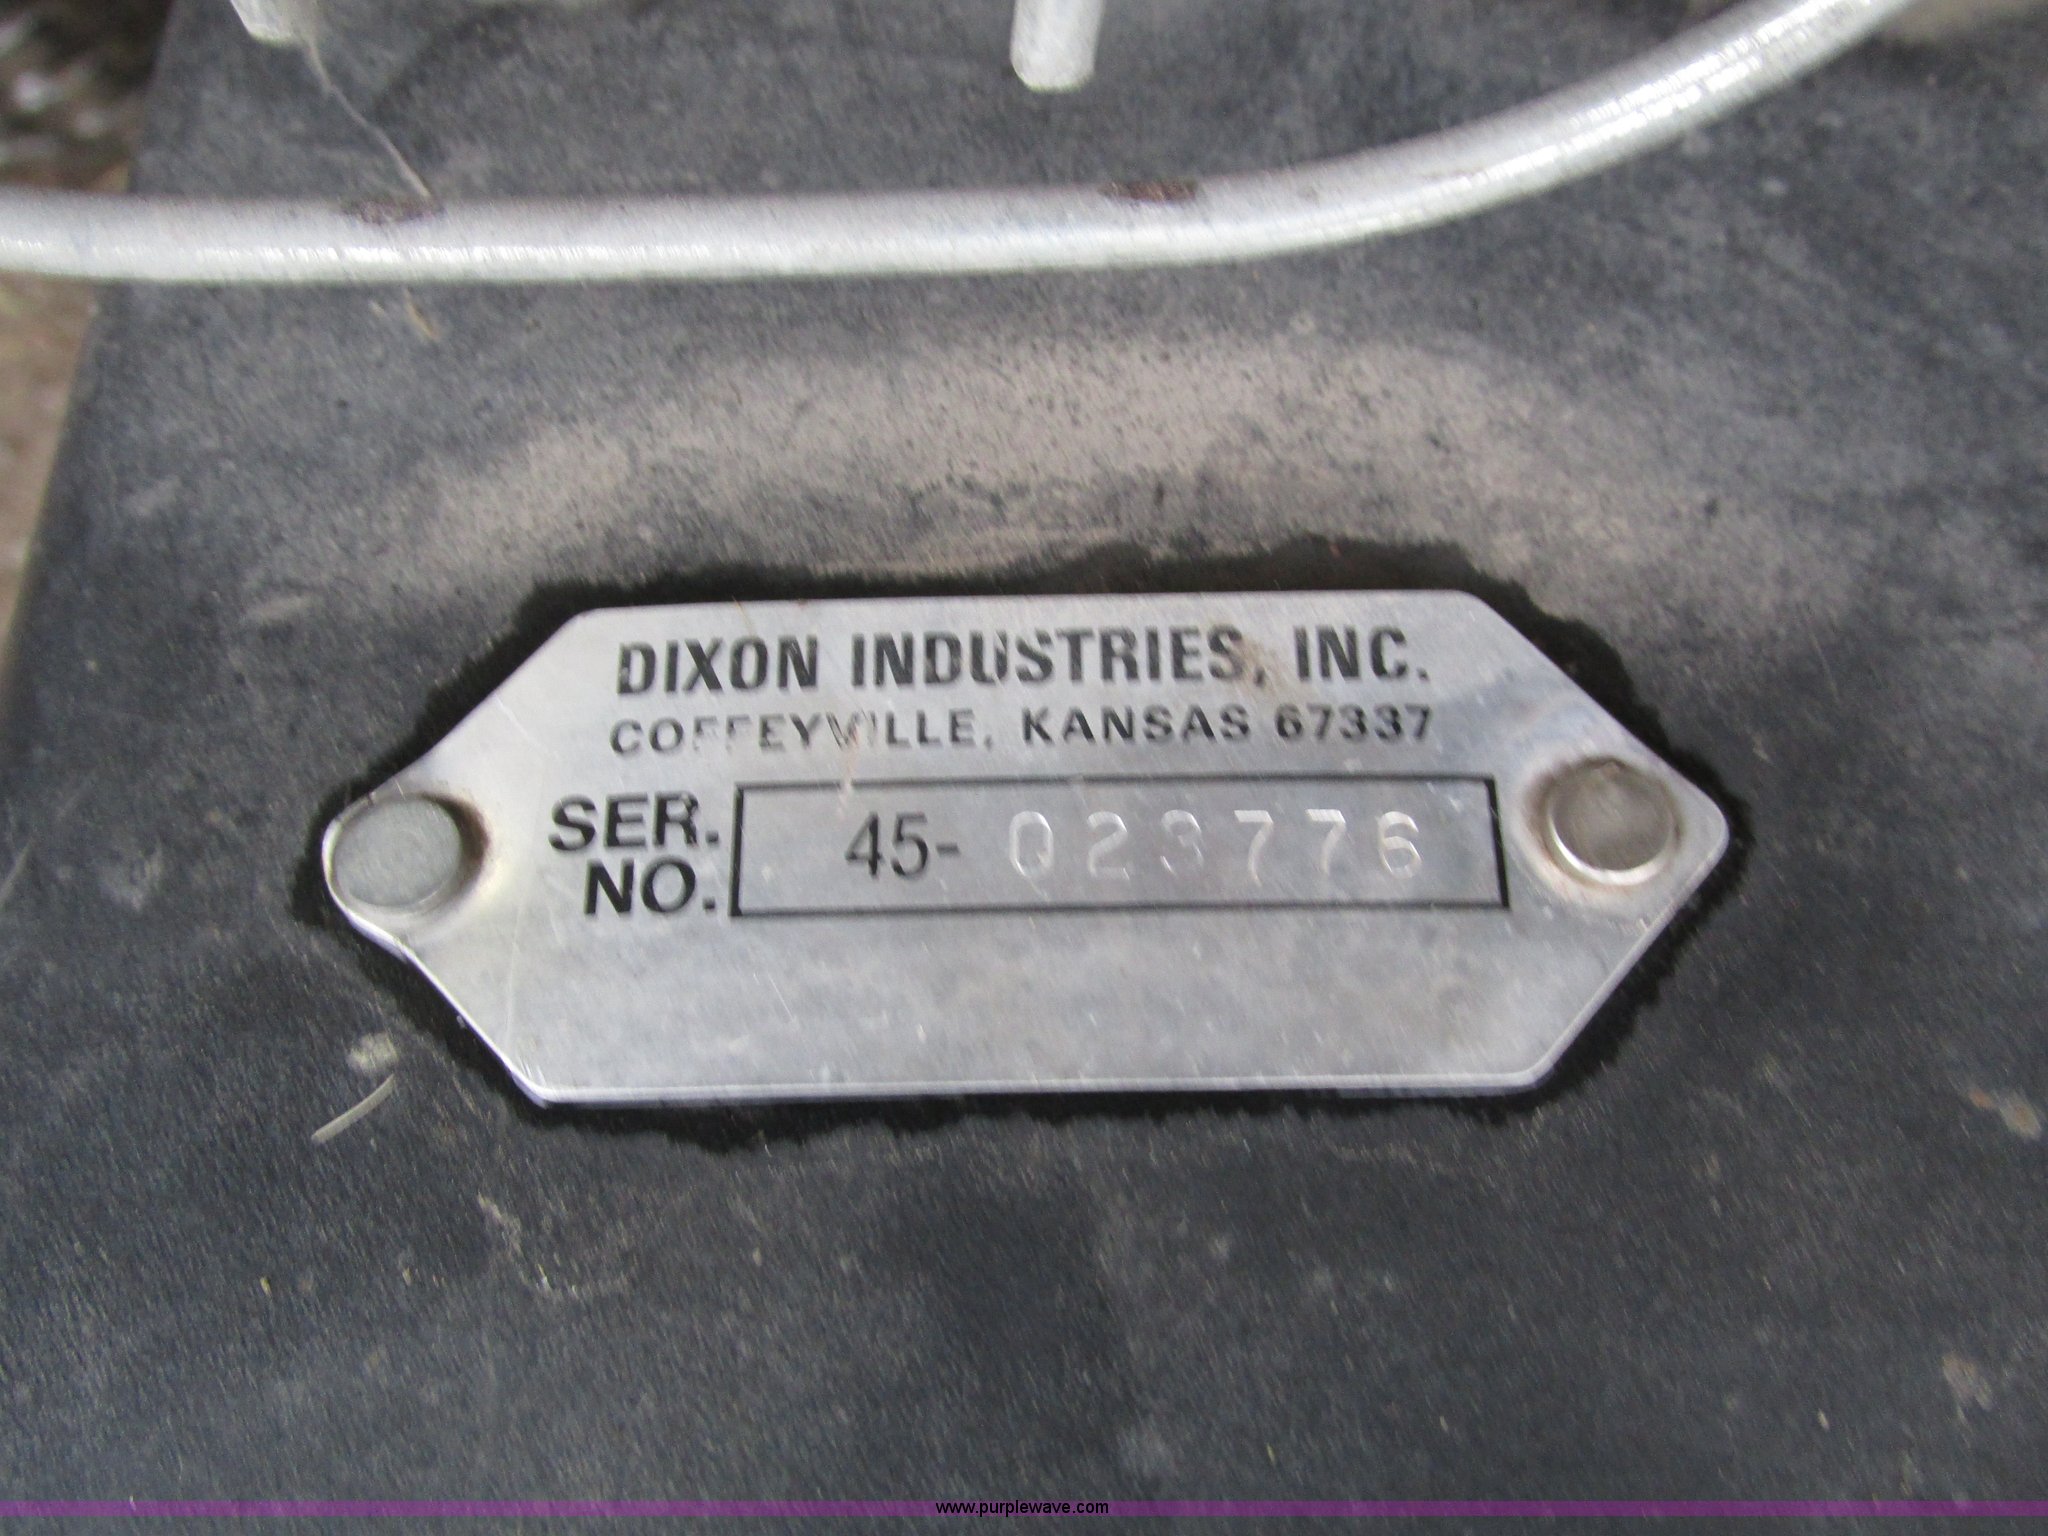 DIXON INDUSTRIES, INC.
COFFEYVILLE, KANSAS 67337
SER. NO. 45-023776
www.purplewave.com